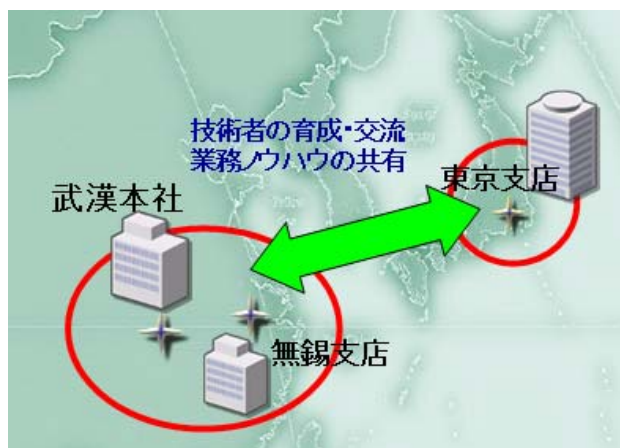 技術者の育成・交流
業務ノウハウの共有
東京支店
武漢本社
無錫支店